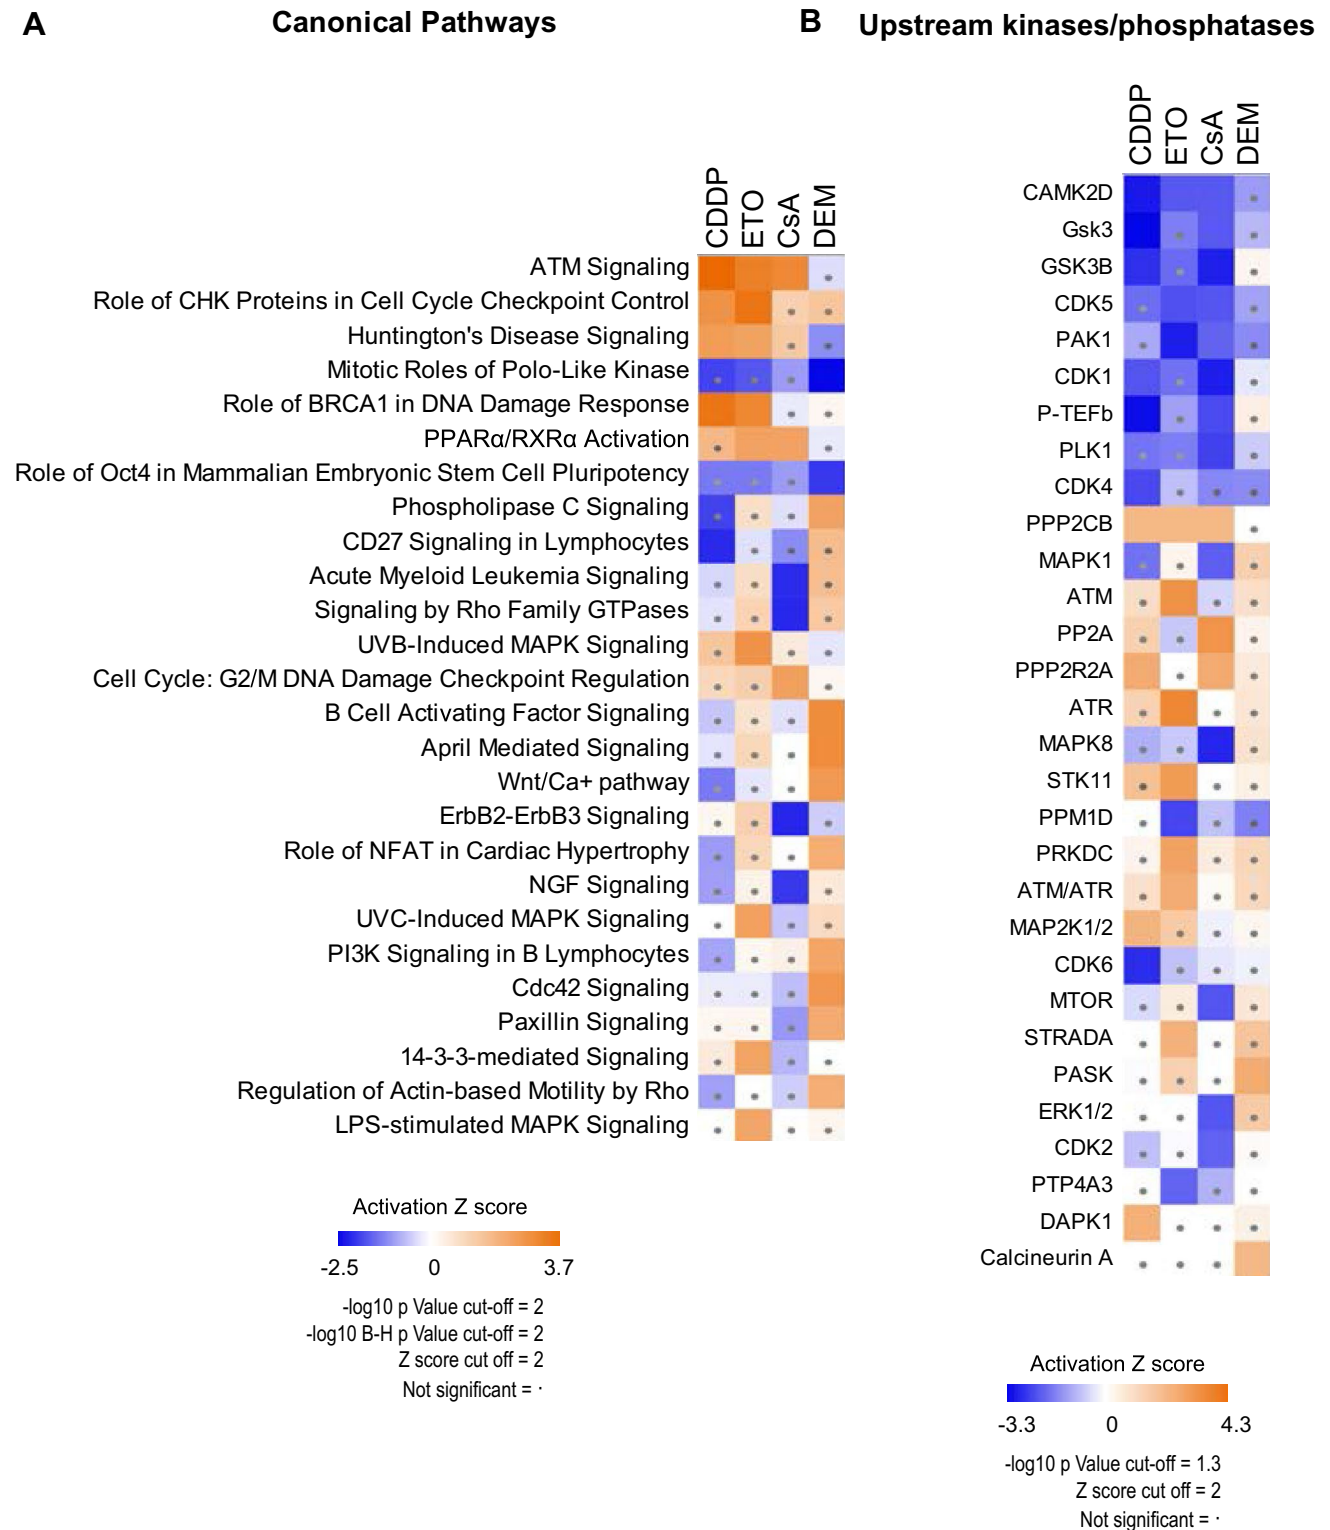 A
Canonical Pathways
CDDP
ETO
CsA
DEM
ATM Signaling
Role of CHK Proteins in Cell Cycle Checkpoint Control
Huntington's Disease Signaling
Mitotic Roles of Polo-Like Kinase
Role of BRCA1 in DNA Damage Response
PPARα/RXRα Activation
Role of Oct4 in Mammalian Embryonic Stem Cell Pluripotency
Phospholipase C Signaling
CD27 Signaling in Lymphocytes
Acute Myeloid Leukemia Signaling
Signaling by Rho Family GTPases
UVB-Induced MAPK Signaling
Cell Cycle: G2/M DNA Damage Checkpoint Regulation
B Cell Activating Factor Signaling
April Mediated Signaling
Wnt/Ca+ pathway
ErbB2-ErbB3 Signaling
Role of NFAT in Cardiac Hypertrophy
NGF Signaling
UVC-Induced MAPK Signaling
PI3K Signaling in B Lymphocytes
Cdc42 Signaling
Paxillin Signaling
14-3-3-mediated Signaling
Regulation of Actin-based Motility by Rho
LPS-stimulated MAPK Signaling
Activation Z score
-2.5 0 3.7
-log10 p Value cut-off = 2
-log10 B-H p Value cut-off = 2
Z score cut off = 2
Not significant = ·
B
Upstream kinases/phosphatases
CDDP
ETO
CsA
DEM
CAMK2D
Gsk3
GSK3B
CDK5
PAK1
CDK1
P-TEFb
PLK1
CDK4
PPP2CB
MAPK1
ATM
PP2A
PPP2R2A
ATR
MAPK8
STK11
PPM1D
PRKDC
ATM/ATR
MAP2K1/2
CDK6
MTOR
STRADA
PASK
ERK1/2
CDK2
PTP4A3
DAPK1
Calcineurin A
Activation Z score
-3.3 0 4.3
-log10 p Value cut-off = 1.3
Z score cut off = 2
Not significant = ·